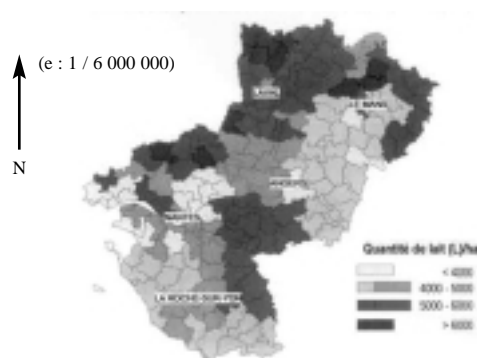 (e : 1 / 6 000 000)
N
LAVAL
LE MANS
ANGERS
NANTES
LA ROCHE-SUR-YON
Quantité de lait (L)/ha
< 4000
4000 - 5000
5000 - 6000
> 6000